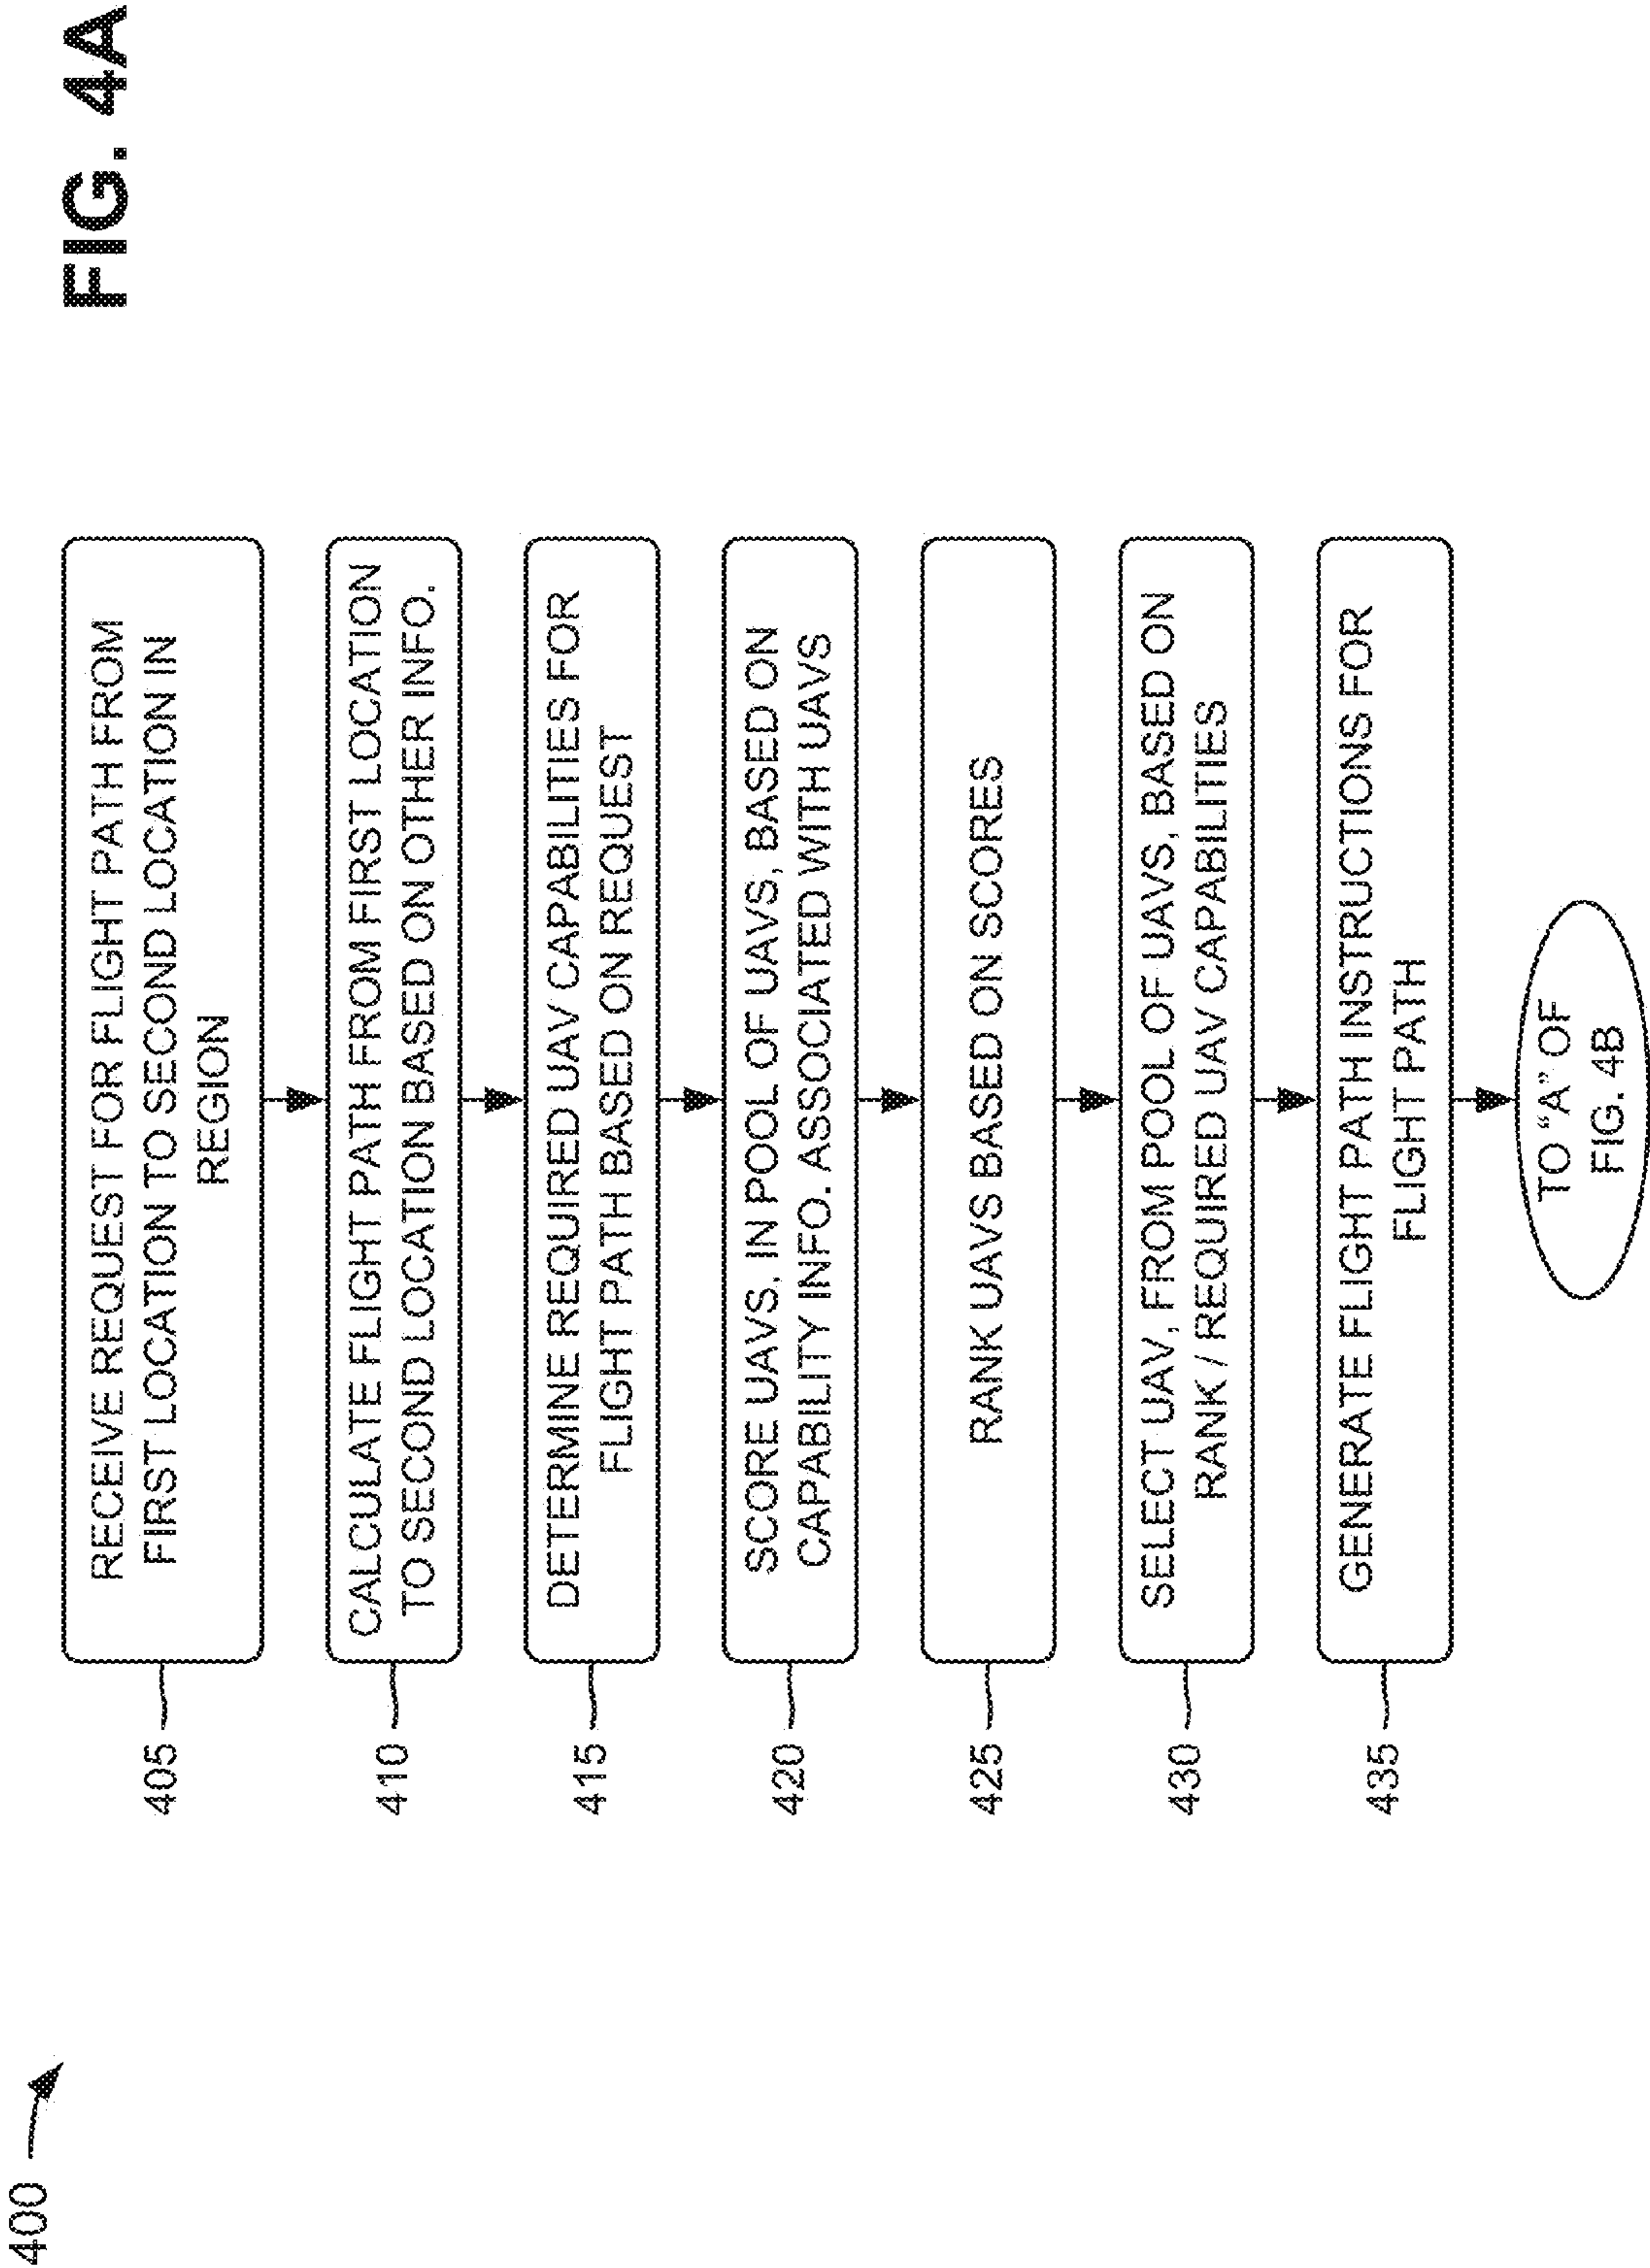 FIG. 4A
400
405
RECEIVE REQUEST FOR FLIGHT PATH FROM
FIRST LOCATION TO SECOND LOCATION IN
REGION
410
CALCULATE FLIGHT PATH FROM FIRST LOCATION
TO SECOND LOCATION BASED ON OTHER INFO.
415
DETERMINE REQUIRED UAV CAPABILITIES FOR
FLIGHT PATH BASED ON REQUEST
420
SCORE UAVS, IN POOL OF UAVS, BASED ON
CAPABILITY INFO. ASSOCIATED WITH UAVS
425
RANK UAVS BASED ON SCORES
430
SELECT UAV, FROM POOL OF UAVS, BASED ON
RANK / REQUIRED UAV CAPABILITIES
435
GENERATE FLIGHT PATH INSTRUCTIONS FOR
FLIGHT PATH
TO "A" OF
FIG. 4B